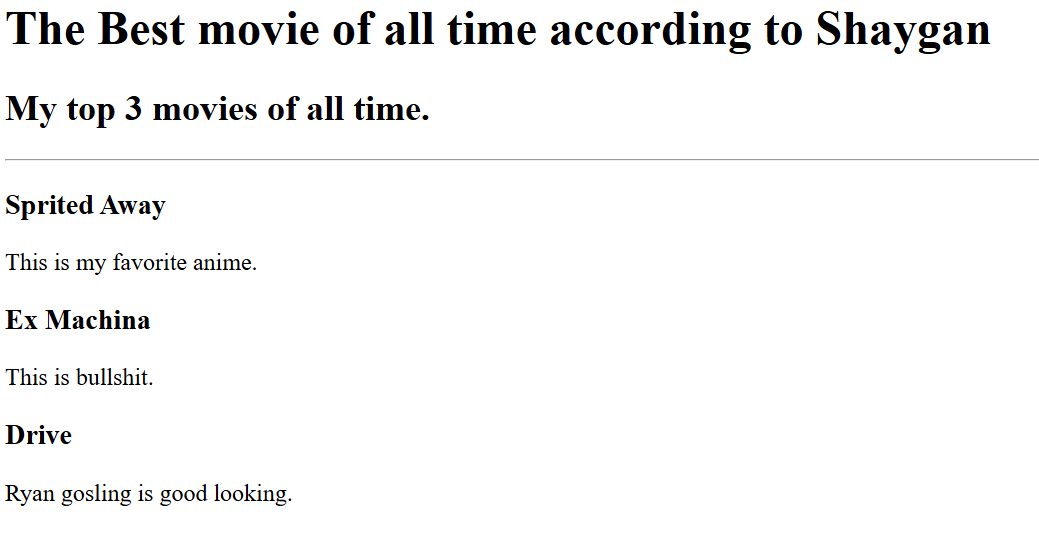 The Best movie of all time according to Shaygan
My top 3 movies of all time.
Sprited Away
This is my favorite anime.
Ex Machina
This is bullshit.
Drive
Ryan gosling is good looking.